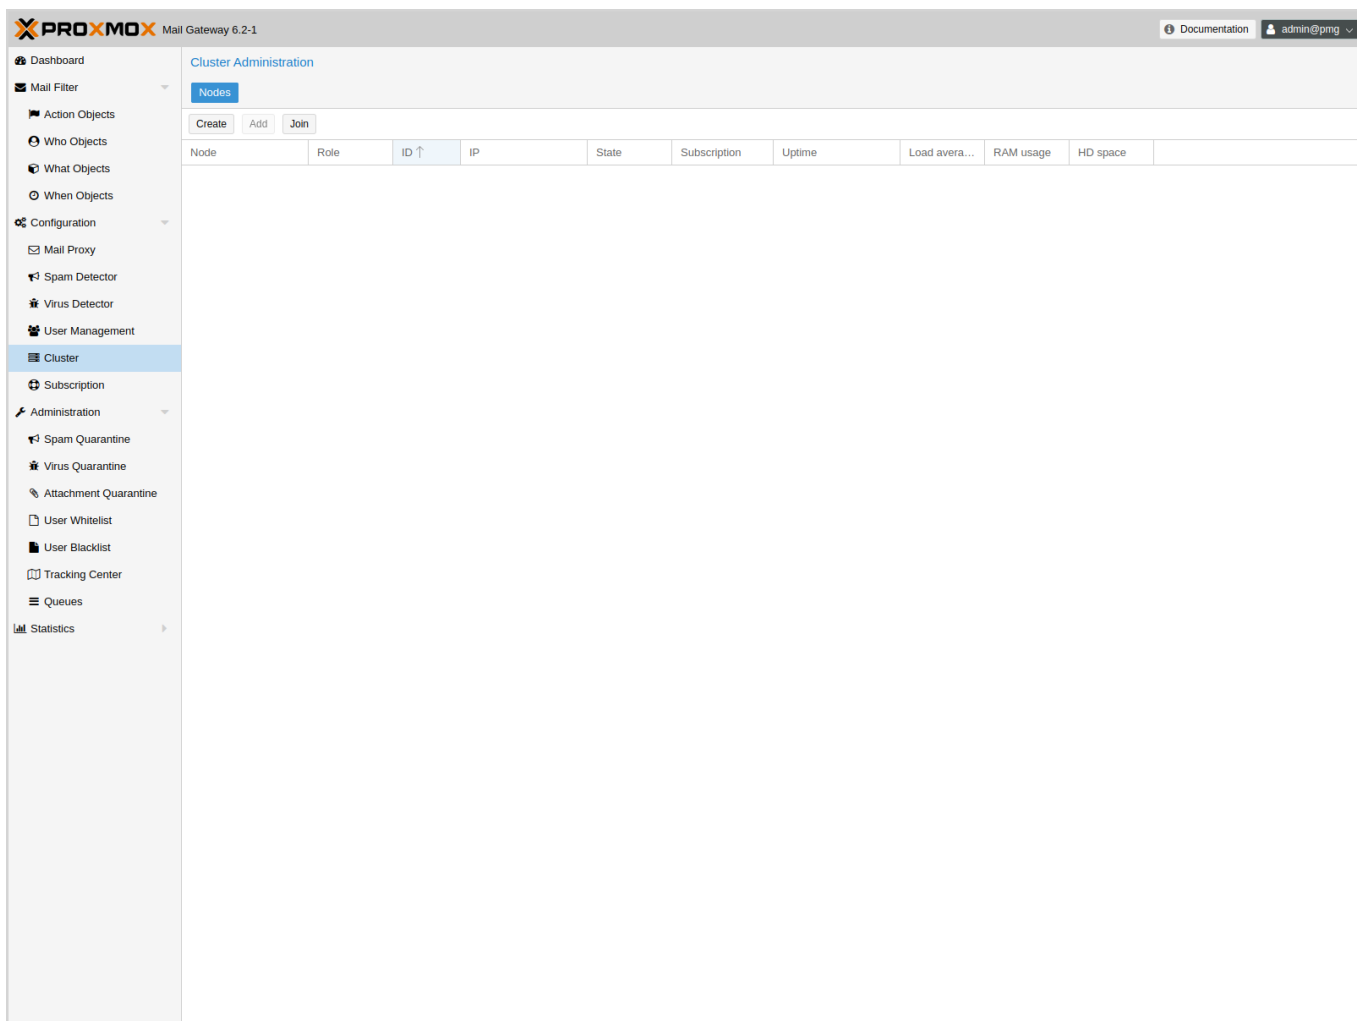 PROXMOX Mail Gateway 6.2-1
Documentation
admin@pmg
Dashboard
Mail Filter
Action Objects
Who Objects
What Objects
When Objects
Configuration
Mail Proxy
Spam Detector
Virus Detector
User Management
Cluster
Subscription
Administration
Spam Quarantine
Virus Quarantine
Attachment Quarantine
User Whitelist
User Blacklist
Tracking Center
Queues
Statistics
Cluster Administration
Nodes
Create Add Join
Node Role ID IP State Subscription Uptime Load avera... RAM usage HD space